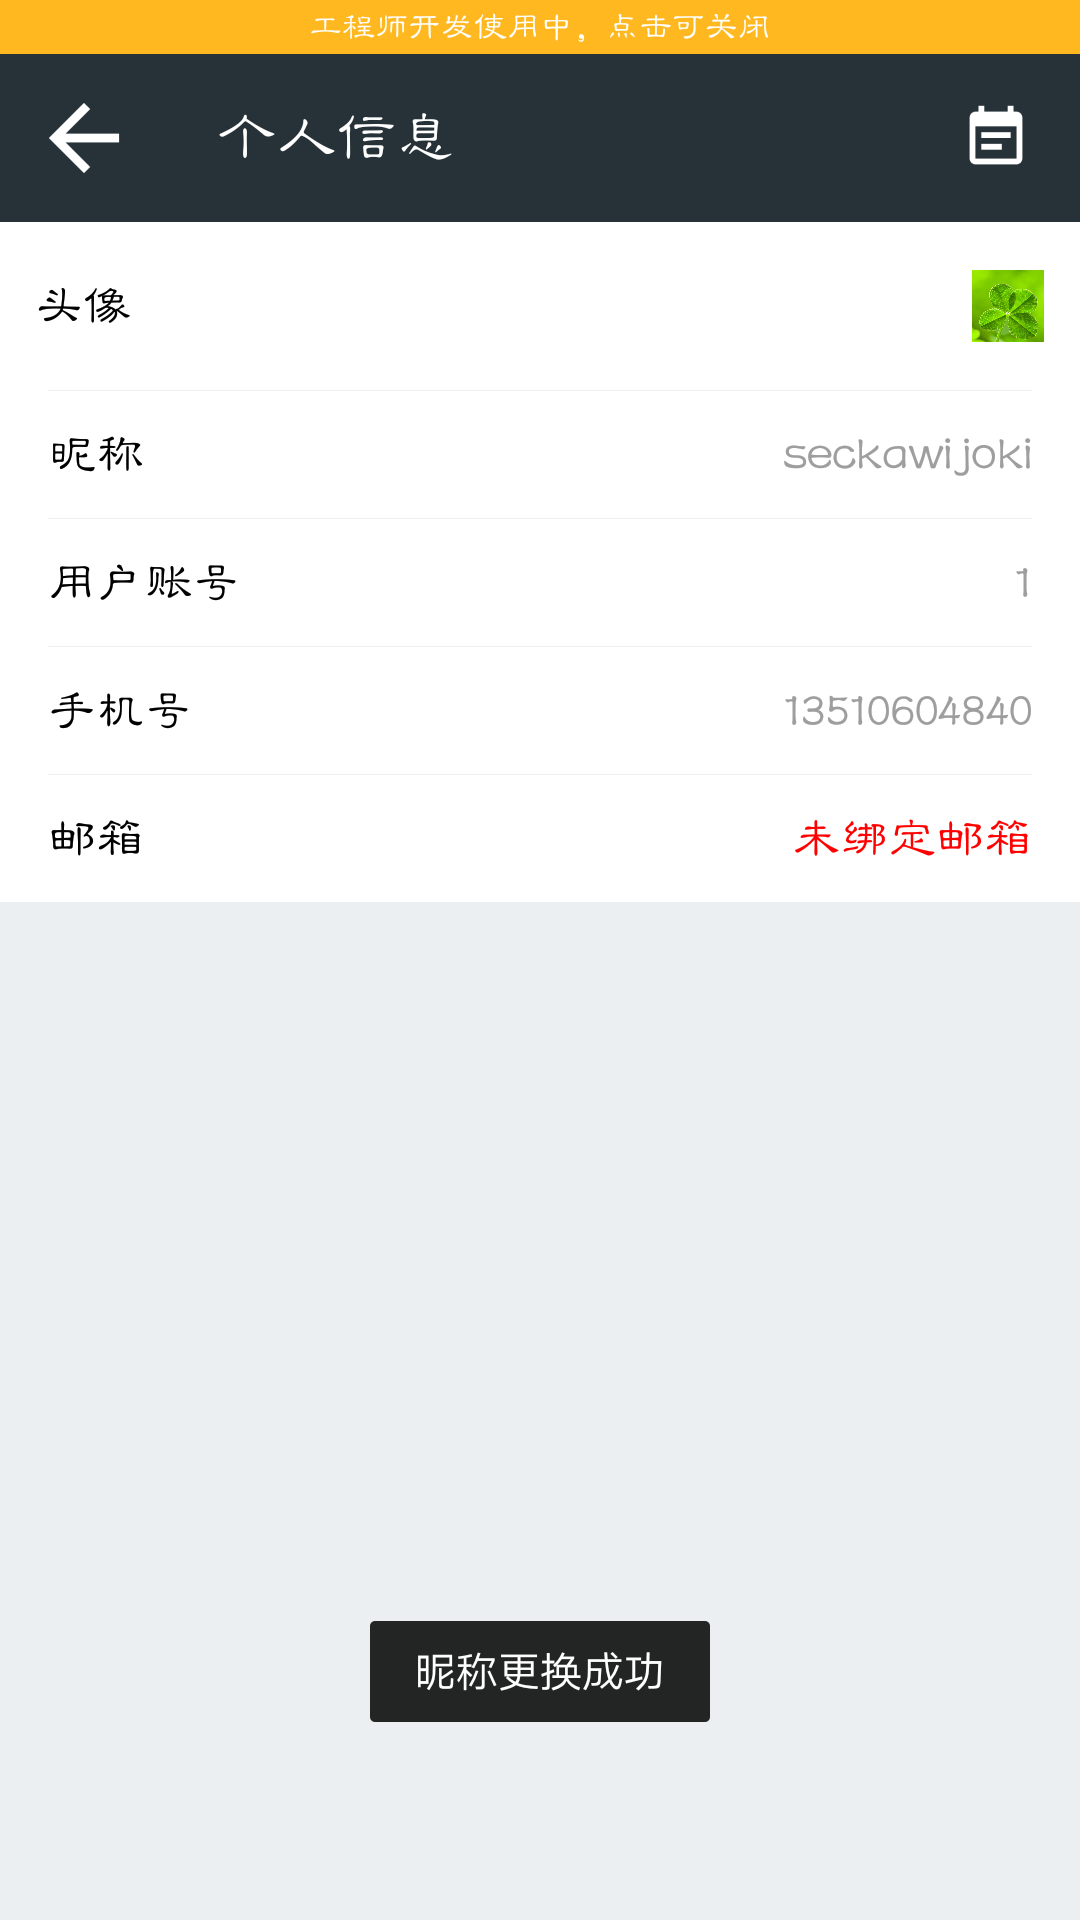 工程师开发使用中，点击可关闭
个人信息
头像
昵称 seckawijoki
用户账号 1
手机号 13510604840
邮箱 未绑定邮箱
昵称更换成功